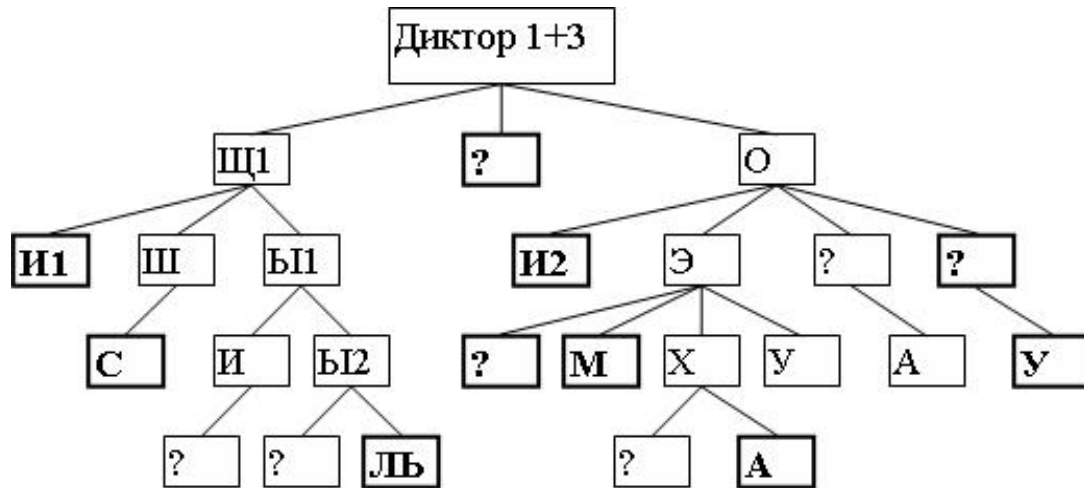 Диктор 1+3
Щ1 ? О
И1 Ш Ы1 И2 Э ? ?
С И Ы2 ? М Х У А У
? ? ЛЬ ? А